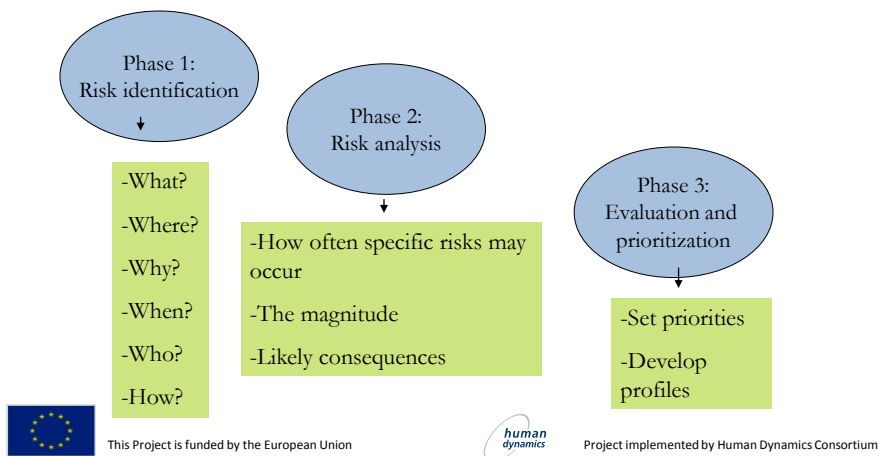 Phase 1:
Risk identification
-What?
-Where?
-Why?
-When?
-Who?
-How?
Phase 2:
Risk analysis
-How often specific risks may
occur
-The magnitude
-Likely consequences
Phase 3:
Evaluation and
prioritization
-Set priorities
-Develop
profiles
This Project is funded by the European Union
human
dynamics
Project implemented by Human Dynamics Consortium